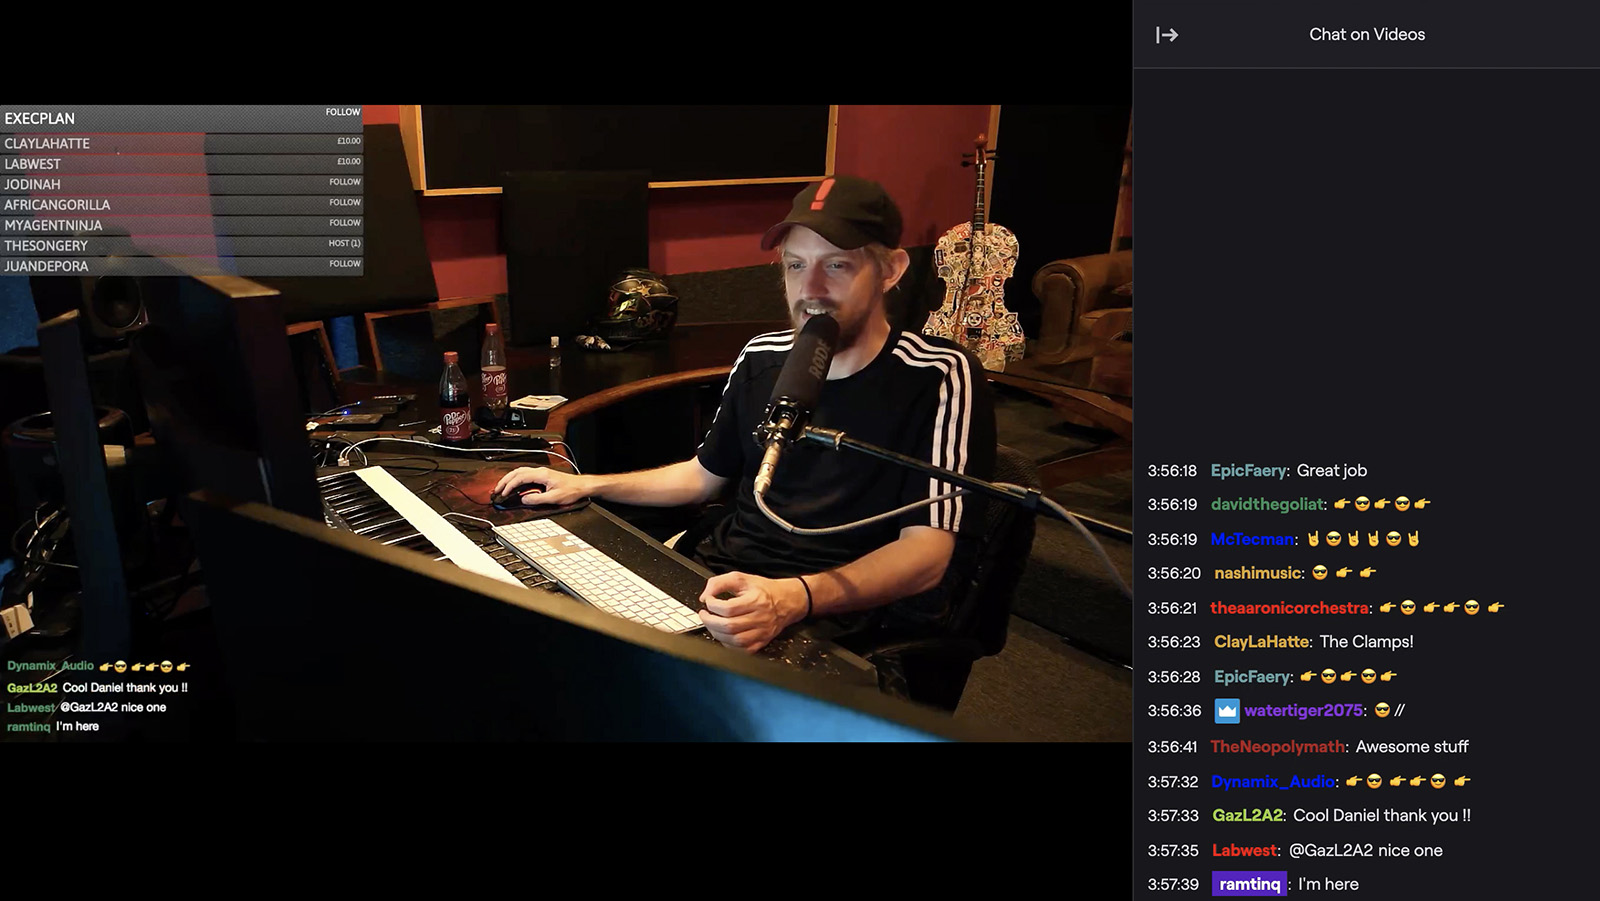 Chat on Videos
EXECPLAN FOLLOW
CLAYLAHATTE £10.00
LABWEST £10.00
JODINAH FOLLOW
AFRICANGORILLA FOLLOW
MYAGENTNINJA FOLLOW
THESONGERY HOST (1)
JUANDEPORA FOLLOW
!
RØDE
Dr Pepper
Dr Pepper
Dynamix_Audio 👉😎👉👉😎👉
GazL2A2 Cool Daniel thank you !!
Labwest @GazL2A2 nice one
ramtinq I'm here
3:56:18 EpicFaery: Great job
3:56:19 davidthegoliat: 👉😎👉😎👉
3:56:19 McTecman: 🤘😎🤘🤘😎🤘
3:56:20 nashimusic: 😎👉👉
3:56:21 theaaronicorchestra: 👉😎👉👉😎👉
3:56:23 ClayLaHatte: The Clamps!
3:56:28 EpicFaery: 👉😎👉😎👉
3:56:36 watertiger2075: 😎//
3:56:41 TheNeopolymath: Awesome stuff
3:57:32 Dynamix_Audio: 👉😎👉👉😎👉
3:57:33 GazL2A2: Cool Daniel thank you !!
3:57:35 Labwest: @GazL2A2 nice one
3:57:39 ramtinq: I'm here